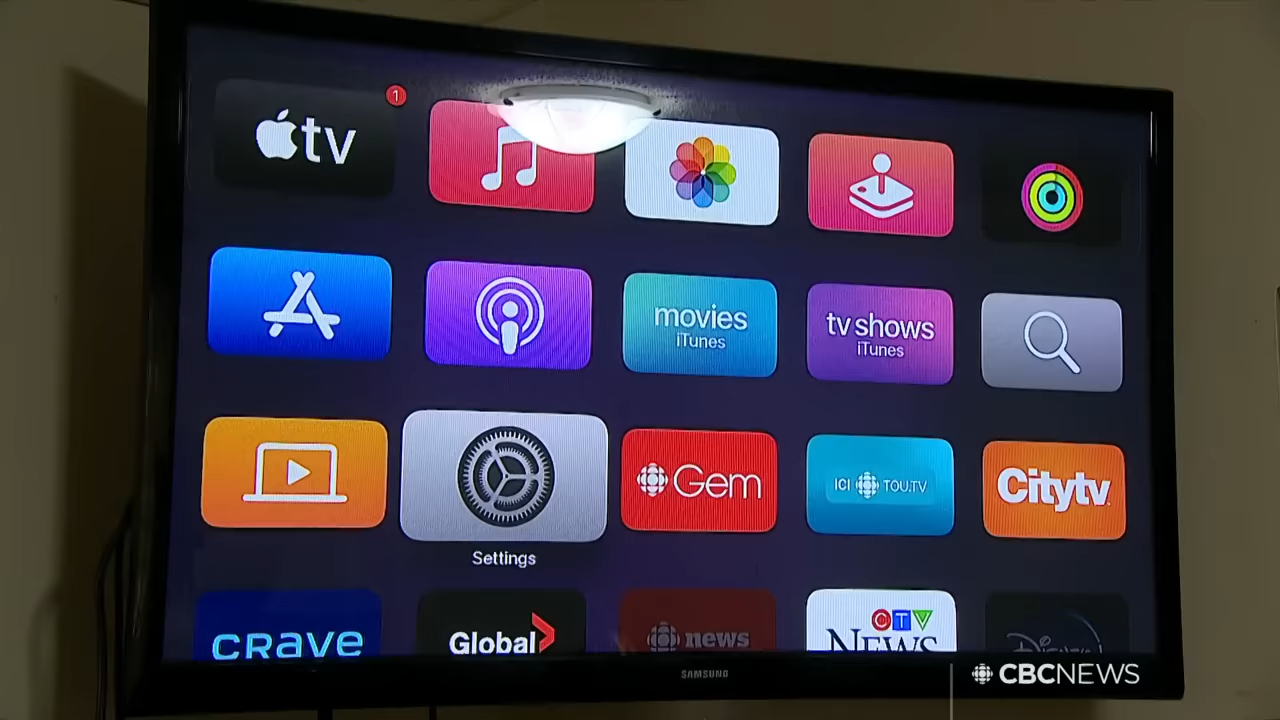 tv
1
movies
iTunes
tv shows
iTunes
Gem
ICI TOU.TV
Citytv
Settings
CRAVE
Global
news
CTV
NEWS
Disney
SAMSUNG
CBCNEWS